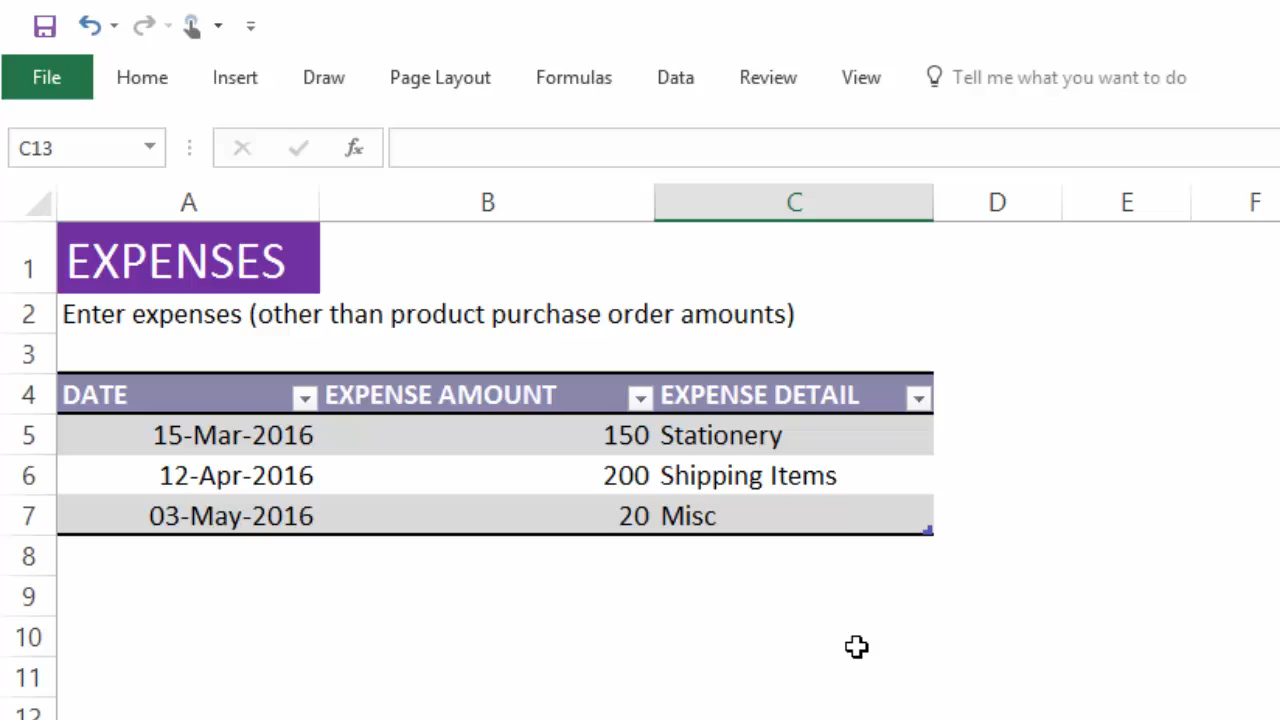 File Home Insert Draw Page Layout Formulas Data Review View Tell me what you want to do
C13 fx
A B C D E F
1 EXPENSES
2 Enter expenses (other than product purchase order amounts)
3
4 DATE EXPENSE AMOUNT EXPENSE DETAIL
5 15-Mar-2016 150 Stationery
6 12-Apr-2016 200 Shipping Items
7 03-May-2016 20 Misc
8
9
10
11
12